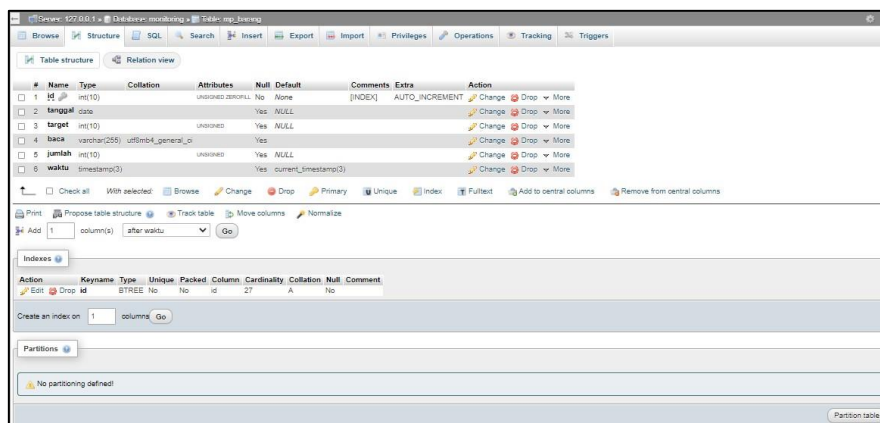 Server: 127.0.0.1 » Database: monitoring » Table: mp_barang
Browse Structure SQL Search Insert Export Import Privileges Operations Tracking Triggers
Table structure Relation view
# Name Type Collation Attributes Null Default Comments Extra Action
1 id int(10) UNSIGNED ZEROFILL No None [INDEX] AUTO_INCREMENT Change Drop More
2 tanggal date Yes NULL Change Drop More
3 target int(10) UNSIGNED Yes NULL Change Drop More
4 baca varchar(255) utf8mb4_general_ci Yes Change Drop More
5 jumlah int(10) UNSIGNED Yes NULL Change Drop More
6 waktu timestamp(3) Yes current_timestamp(3) Change Drop More
Check all With selected: Browse Change Drop Primary Unique Index Fulltext Add to central columns Remove from central columns
Print Propose table structure Track table Move columns Normalize
Add 1 column(s) after waktu Go
Indexes
Action Keyname Type Unique Packed Column Cardinality Collation Null Comment
Edit Drop id BTREE No No id 27 A No
Create an index on 1 columns Go
Partitions
No partitioning defined!
Partition table